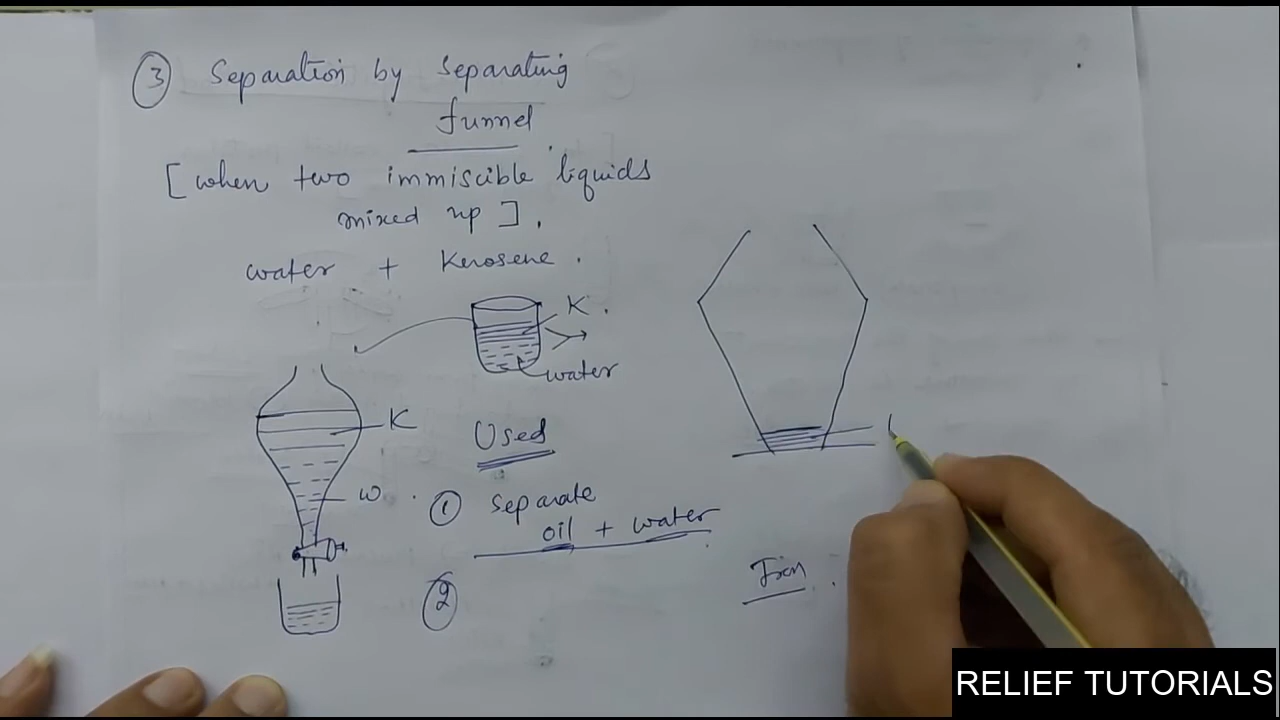 ③ Separation by Separating
funnel
[when two immiscible liquids
mixed up].
water + Kerosene.
K.
water
K
w.
Used
① Separate
oil + water
②
Iron.
RELIEF TUTORIALS